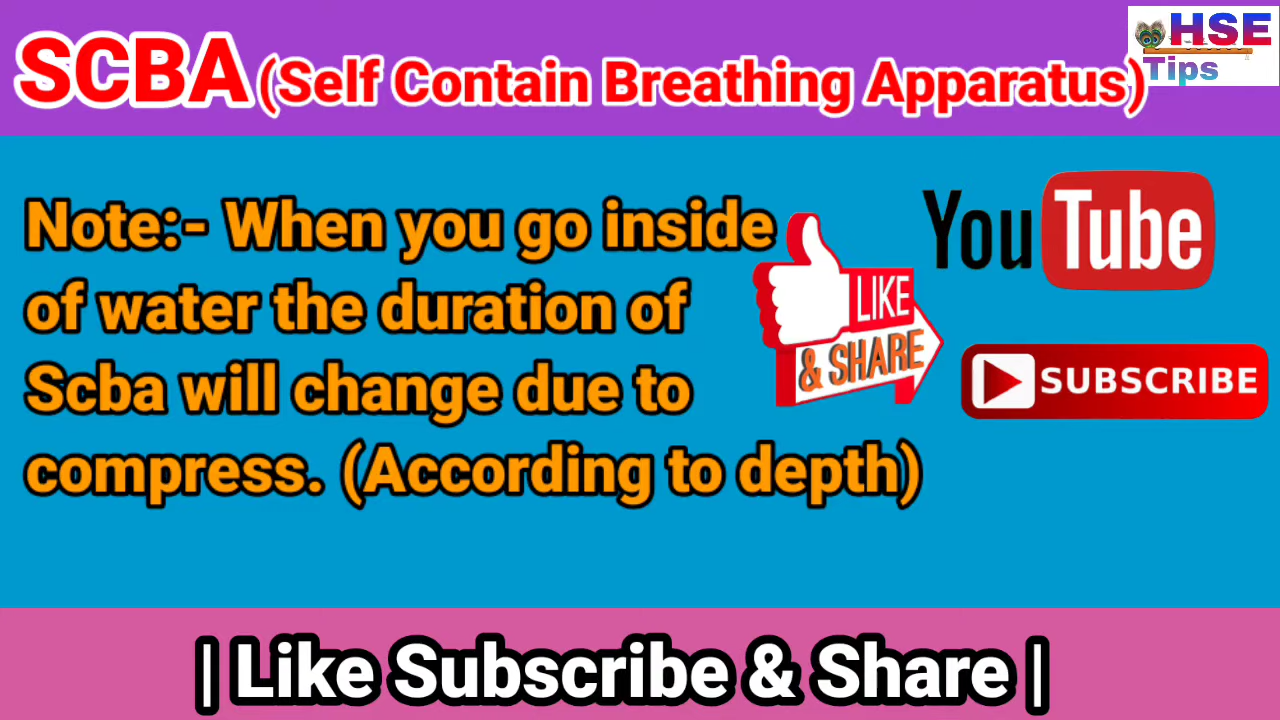 SCBA (Self Contain Breathing Apparatus)
HSE
Tips
Note:- When you go inside
of water the duration of
Scba will change due to
compress. (According to depth)
LIKE
& SHARE
YouTube
SUBSCRIBE
| Like Subscribe & Share |